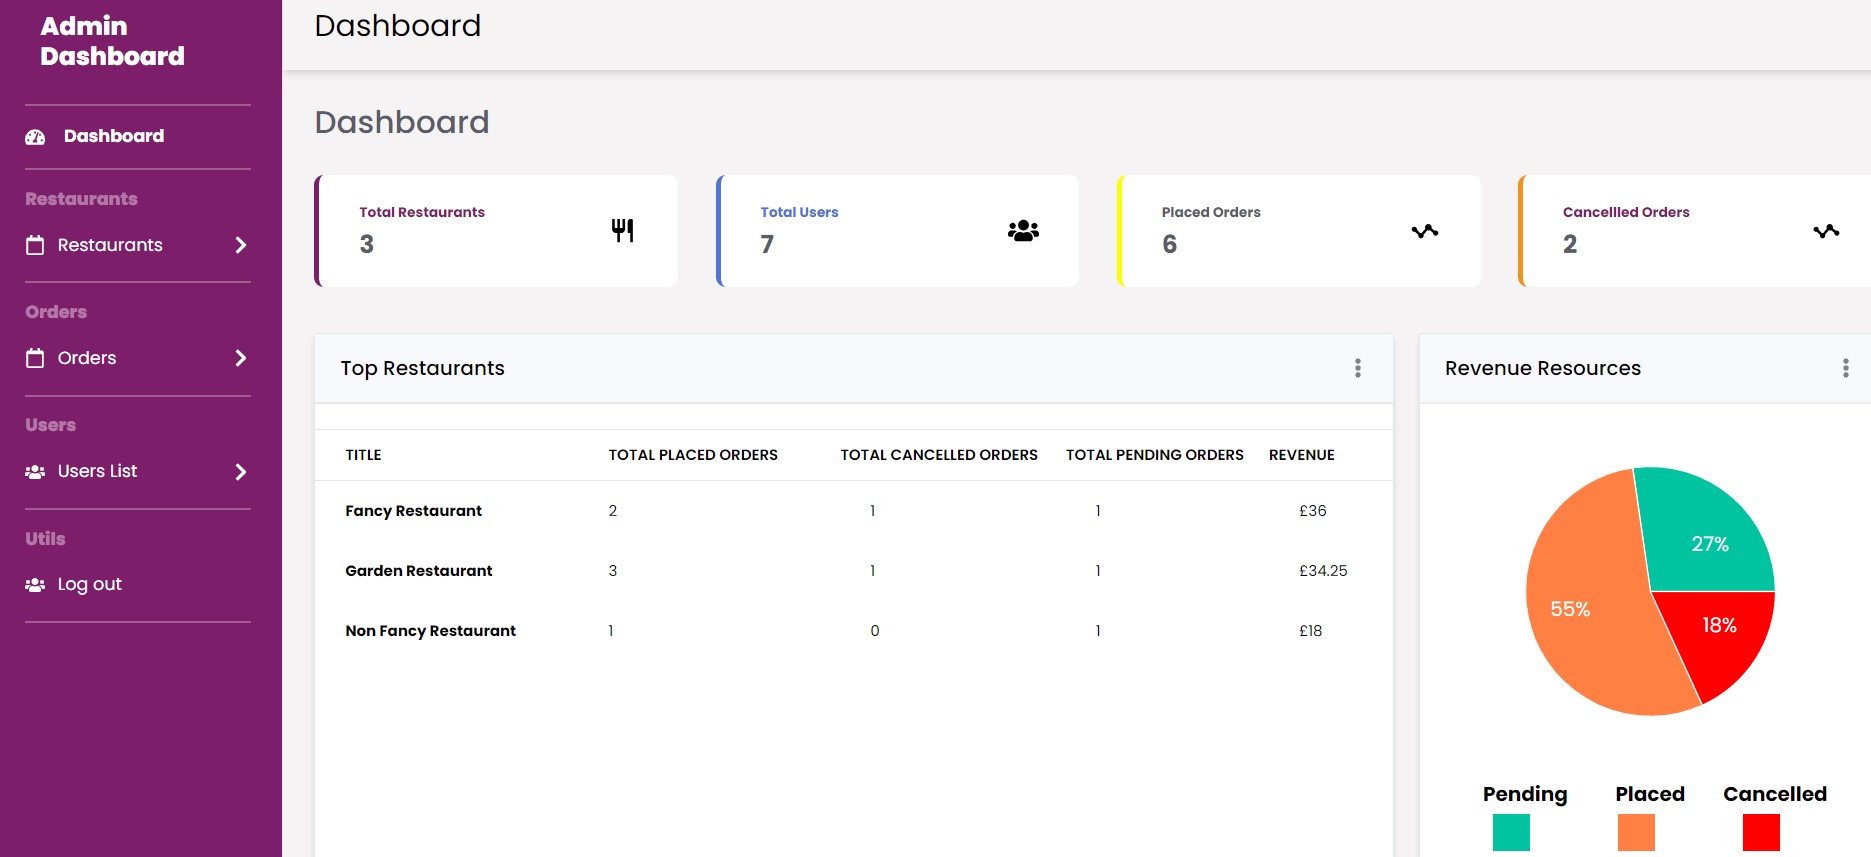 Admin
Dashboard
Dashboard
Restaurants
Restaurants
Orders
Orders
Users
Users List
Utils
Log out
Dashboard
Dashboard
Total Restaurants
3
Total Users
7
Placed Orders
6
Cancellled Orders
2
Top Restaurants
TITLE TOTAL PLACED ORDERS TOTAL CANCELLED ORDERS TOTAL PENDING ORDERS REVENUE
Fancy Restaurant 2 1 1 £36
Garden Restaurant 3 1 1 £34.25
Non Fancy Restaurant 1 0 1 £18
Revenue Resources
27%
55%
18%
Pending Placed Cancelled